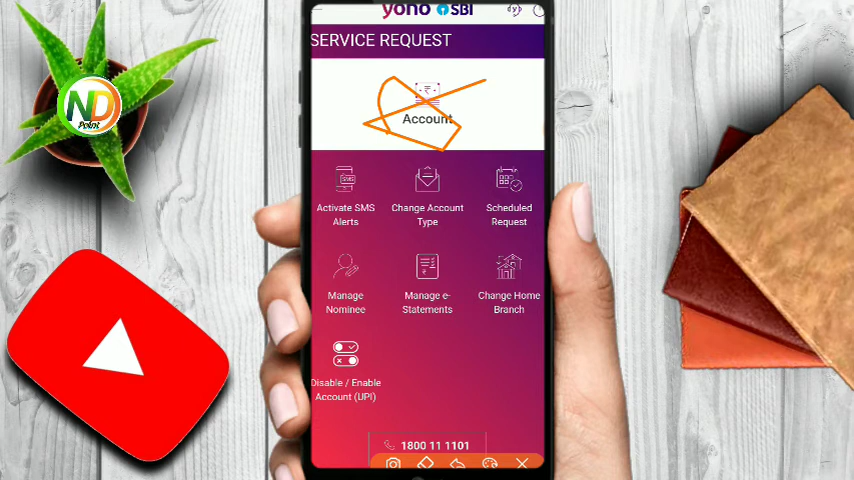 yono SBI
SERVICE REQUEST
ND
Point
Account
SMS
Activate SMS
Alerts
Change Account
Type
Scheduled
Request
Manage
Nominee
Manage e-
Statements
Change Home
Branch
Disable / Enable
Account (UPI)
1800 11 1101